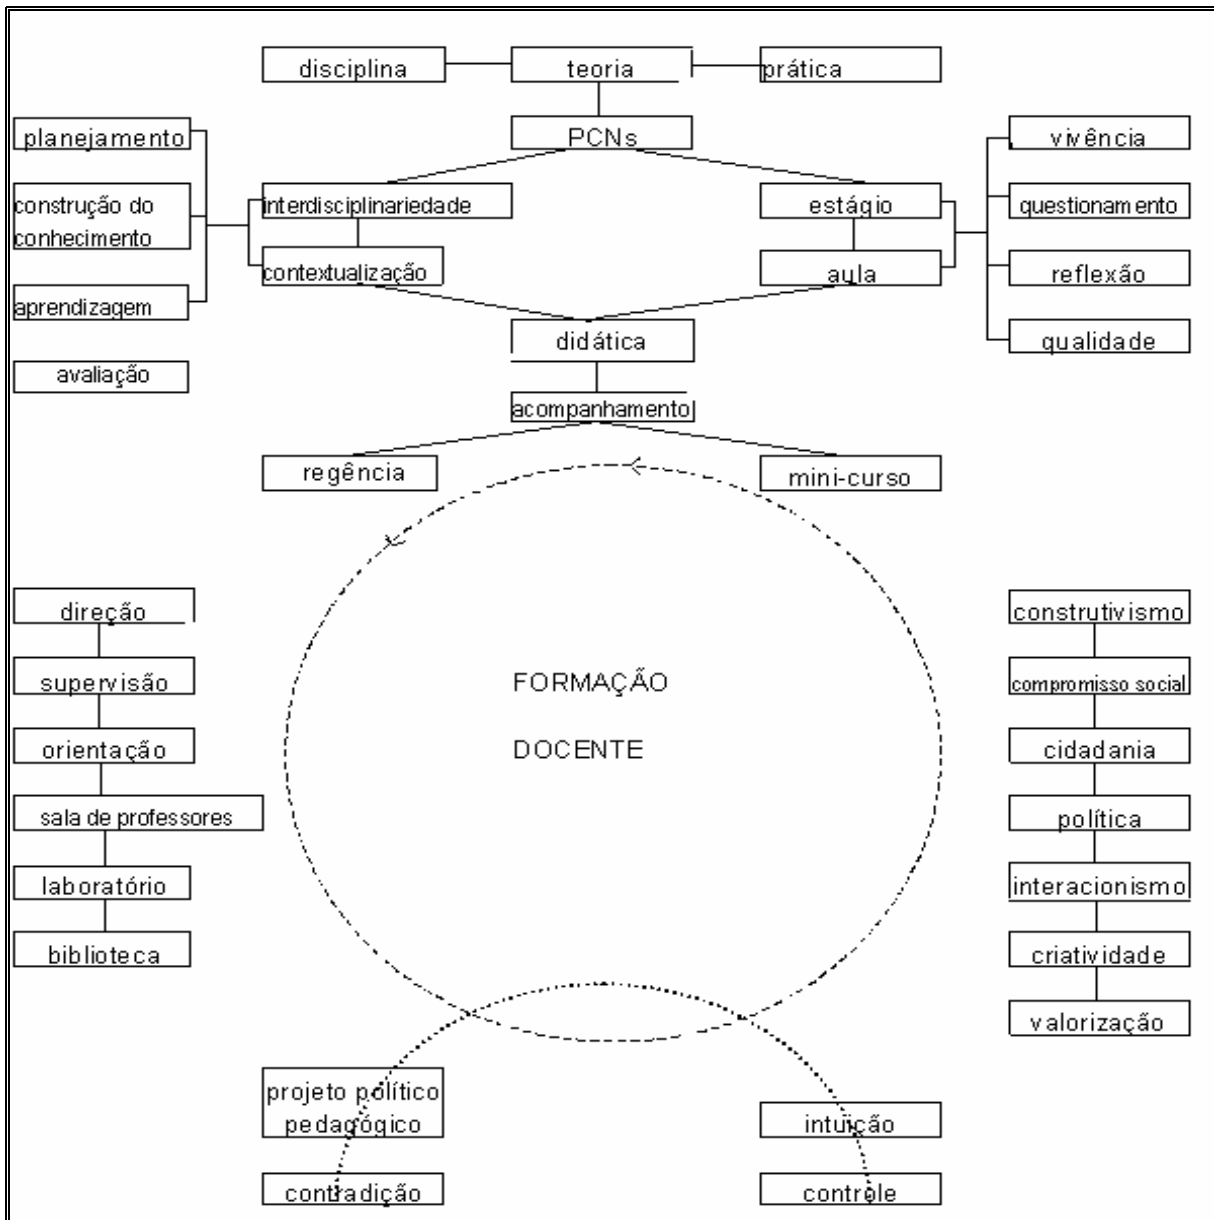 disciplina
teoria
prática
planejamento
PCNs
vivência
construção do
conhecimento
interdisciplinariedade
estágio
questionamento
contextualização
aula
reflexão
aprendizagem
didática
qualidade
avaliação
acompanhamento
regência
mini-curso
direção
supervisão
orientação
sala de professores
laboratório
biblioteca
FORMAÇÃO
DOCENTE
construtivismo
compromisso social
cidadania
política
interacionismo
criatividade
valorização
projeto político
pedagógico
contradição
intuição
controle